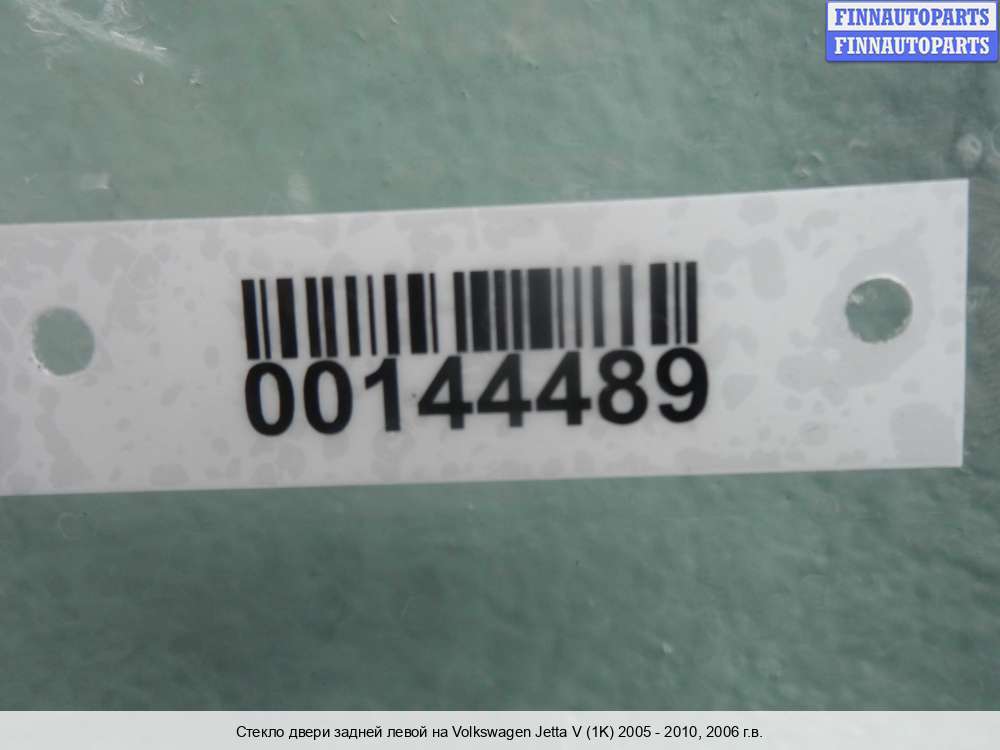 FINNAUTOPARTS
FINNAUTOPARTS
00144489
Стекло двери задней левой на Volkswagen Jetta V (1K) 2005 - 2010, 2006 г.в.